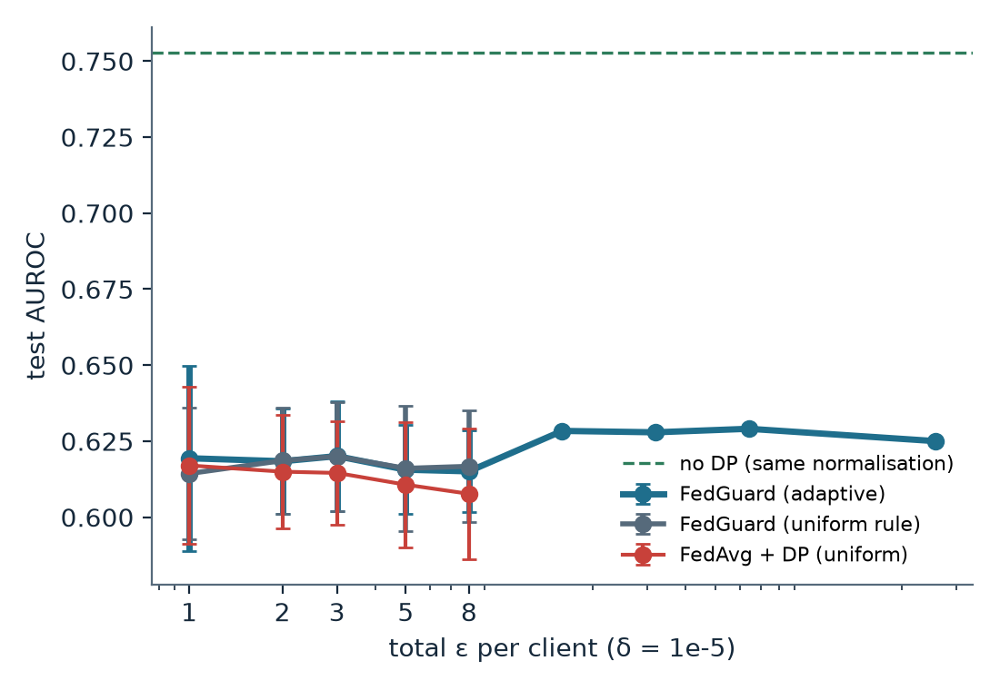 0.750
0.725
0.700
0.675
0.650
0.625
0.600
test AUROC
no DP (same normalisation)
FedGuard (adaptive)
FedGuard (uniform rule)
FedAvg + DP (uniform)
1 2 3 5 8
total ε per client (δ = 1e-5)